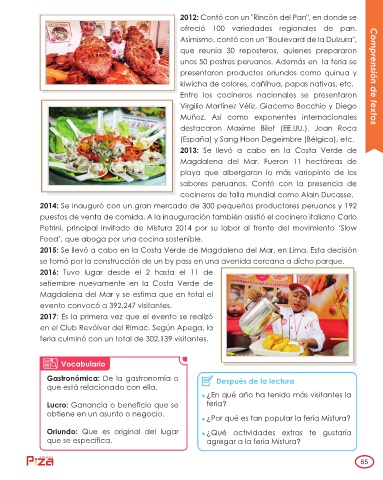 2012: Contó con un "Rincón del Pan", en donde se
ofreció 100 variedades regionales de pan.
Asimismo, contó con un "Boulevard de la Dulzura",
que reunía 30 reposteros, quienes prepararon
unos 50 postres peruanos. Además en la feria se
presentaron productos oriundos como quinua y
kiwicha de colores, cañihua, papas nativas, etc.
Entre los cocineros nacionales se presentaron
Virgilio Martínez Véliz, Giacomo Bocchio y Diego
Muñoz. Así como exponentes internacionales
destacaron Maxime Bilet (EE.UU.), Joan Roca
(España) y Sang Hoon Degeimbre (Bélgica), etc.
2013: Se llevó a cabo en la Costa Verde de
Magdalena del Mar. Fueron 11 hectáreas de
playa que albergaron lo más variopinto de los
sabores peruanos. Contó con la presencia de
cocineros de talla mundial como Alain Ducasse.
2014: Se inauguró con un gran mercado de 300 pequeños productores peruanos y 192
puestos de venta de comida. A la inauguración también asistió el cocinero italiano Carlo
Petrini, principal invitado de Mistura 2014 por su labor al frente del movimiento 'Slow
Food', que aboga por una cocina sostenible.
2015: Se llevó a cabo en la Costa Verde de Magdalena del Mar, en Lima. Esta decisión
se tomó por la construcción de un by pass en una avenida cercana a dicho parque.
2016: Tuvo lugar desde el 2 hasta el 11 de
setiembre nuevamente en la Costa Verde de
Magdalena del Mar y se estima que en total el
evento convocó a 392,247 visitantes.
2017: Es la primera vez que el evento se realizó
en el Club Revólver del Rímac. Según Apega, la
feria culminó con un total de 302,139 visitantes.
Comprensión de textos
Vocabulario
Gastronómica: De la gastronomía o
que está relacionado con ella.
Lucro: Ganancia o beneficio que se
obtiene en un asunto o negocio.
Oriundo: Que es original del lugar
que se especifica.
Después de la lectura
¿En qué año ha tenido más visitantes la
feria?
¿Por qué es tan popular la feria Mistura?
¿Qué actividades extras te gustaría
agregar a la feria Mistura?
Pizza
65